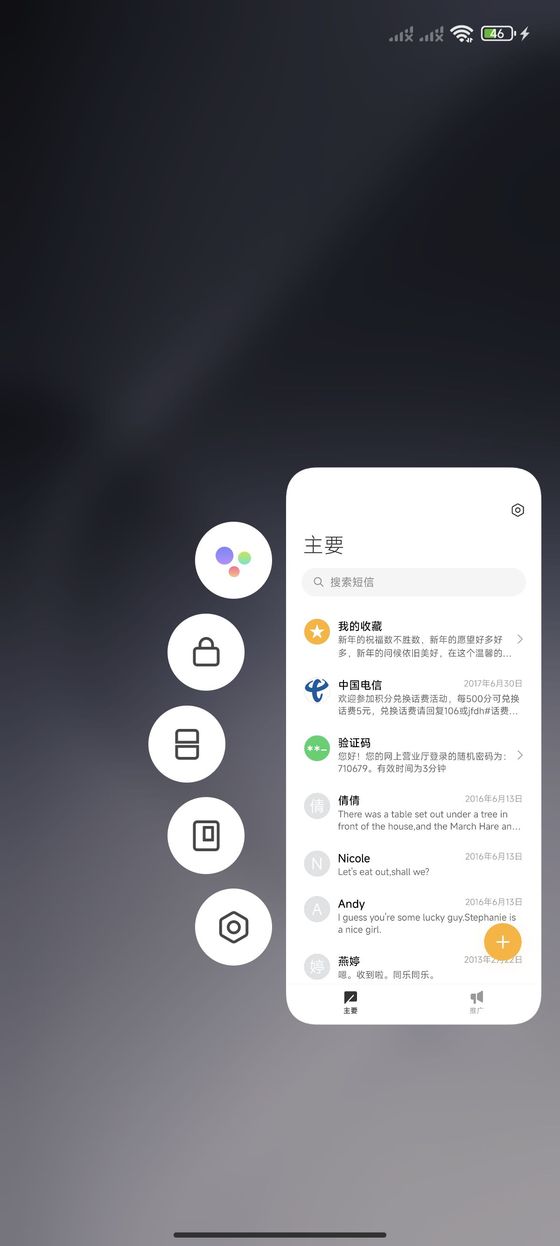 46
主要
搜索短信
我的收藏
新年的祝福数不胜数，新年的愿望好多好
多，新年的问候依旧美好，在这个温馨的...
中国电信
2017年6月30日
欢迎参加积分兑换话费活动，每500分可兑换
话费5元，兑换话费请回复106或jfdh#话费...
验证码
您好！您的网上营业厅登录的随机密码为：
710679。有效时间为3分钟
倩
倩倩
2016年6月13日
There was a table set out under a tree in
front of the house,and the March Hare an...
N
Nicole
2016年6月13日
Let's eat out,shall we?
A
Andy
2016年6月13日
I guess you're some lucky guy.Stephanie is
a nice girl.
婷
燕婷
2013年2月22日
嗯。收到啦。同乐同乐。
主要
推广